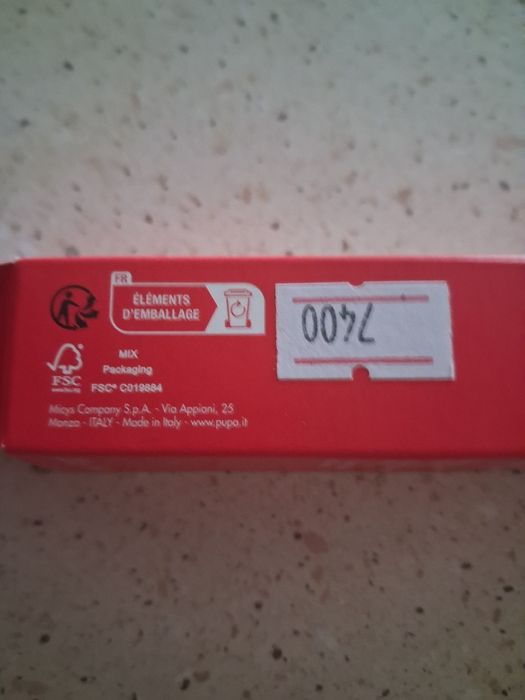 FR
ÉLÉMENTS
D'EMBALLAGE
7400
FSC
MIX
Packaging
FSC® C019884
Micys Company S.p.A. - Via Appiani, 25
Monza - ITALY - Made in Italy - www.pupa.it